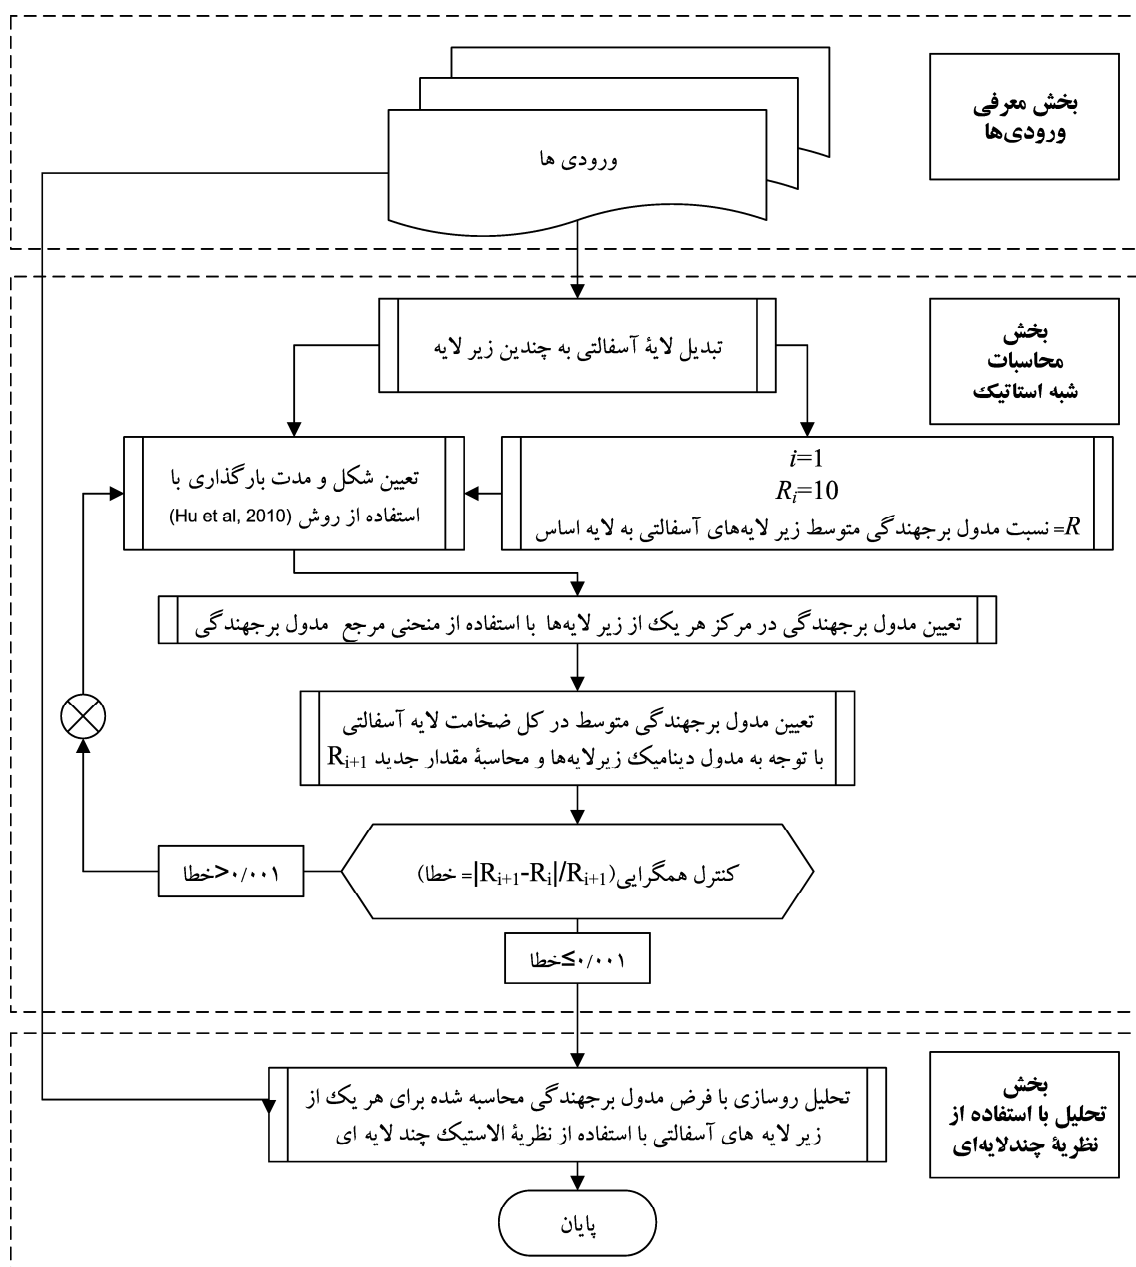 بخش معرفی
ورودی‌ها
ورودی ها
بخش
محاسبات
شبه استاتیک
تبدیل لایهٔ آسفالتی به چندین زیر لایه
i=1
Ri=10
R= نسبت مدول برجهندگی متوسط زیر لایه‌های آسفالتی به لایه اساس
تعیین شکل و مدت بارگذاری با
استفاده از روش (Hu et al, 2010)
تعیین مدول برجهندگی در مرکز هر یک از زیر لایه‌ها با استفاده از منحنی مرجع مدول برجهندگی
تعیین مدول برجهندگی متوسط در کل ضخامت لایه آسفالتی
با توجه به مدول دینامیک زیرلایه‌ها و محاسبهٔ مقدار جدید Ri+1
کنترل همگرایی(|Ri+1-Ri|/Ri+1= خطا)
خطا>۰/۰۰۱
خطا≤۰/۰۰۱
بخش
تحلیل با استفاده از
نظریهٔ چندلایه‌ای
تحلیل روسازی با فرض مدول برجهندگی محاسبه شده برای هر یک از
زیر لایه های آسفالتی با استفاده از نظریهٔ الاستیک چند لایه ای
پایان